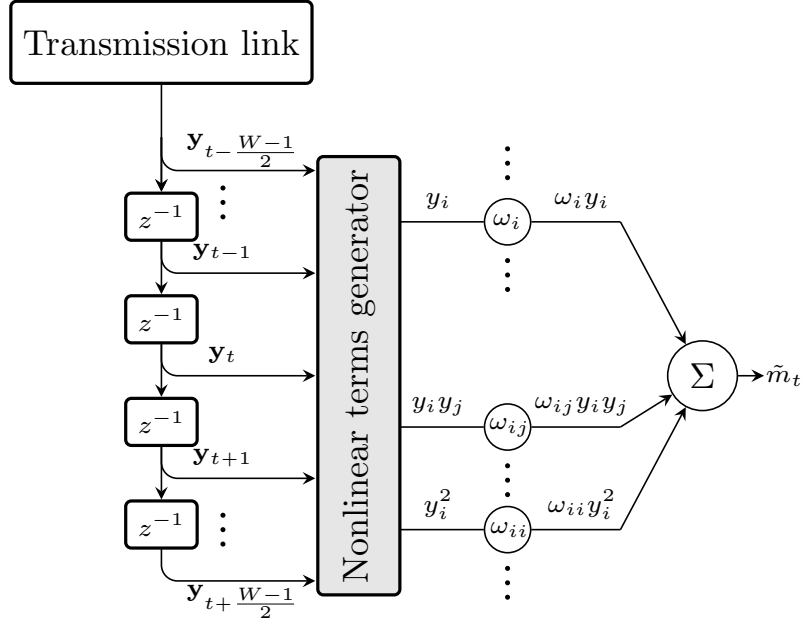 Transmission link
𝐲_{t-\frac{W-1}{2}}
⋮
z^{-1}
𝐲_{t-1}
z^{-1}
𝐲_t
z^{-1}
𝐲_{t+1}
z^{-1}
⋮
𝐲_{t+\frac{W-1}{2}}
Nonlinear terms generator
⋮
y_i
ω_i
ω_i y_i
⋮
y_i y_j
ω_{ij}
ω_{ij} y_i y_j
⋮
y_i^2
ω_{ii}
ω_{ii} y_i^2
⋮
Σ
m̃_t